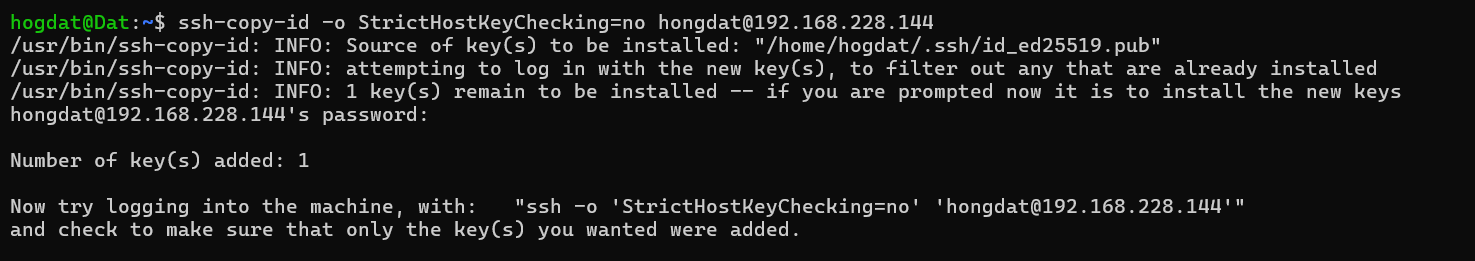 hogdat@Dat:~$ ssh-copy-id -o StrictHostKeyChecking=no hongdat@192.168.228.144
/usr/bin/ssh-copy-id: INFO: Source of key(s) to be installed: "/home/hogdat/.ssh/id_ed25519.pub"
/usr/bin/ssh-copy-id: INFO: attempting to log in with the new key(s), to filter out any that are already installed
/usr/bin/ssh-copy-id: INFO: 1 key(s) remain to be installed -- if you are prompted now it is to install the new keys
hongdat@192.168.228.144's password:
Number of key(s) added: 1
Now try logging into the machine, with:   "ssh -o 'StrictHostKeyChecking=no' 'hongdat@192.168.228.144'"
and check to make sure that only the key(s) you wanted were added.